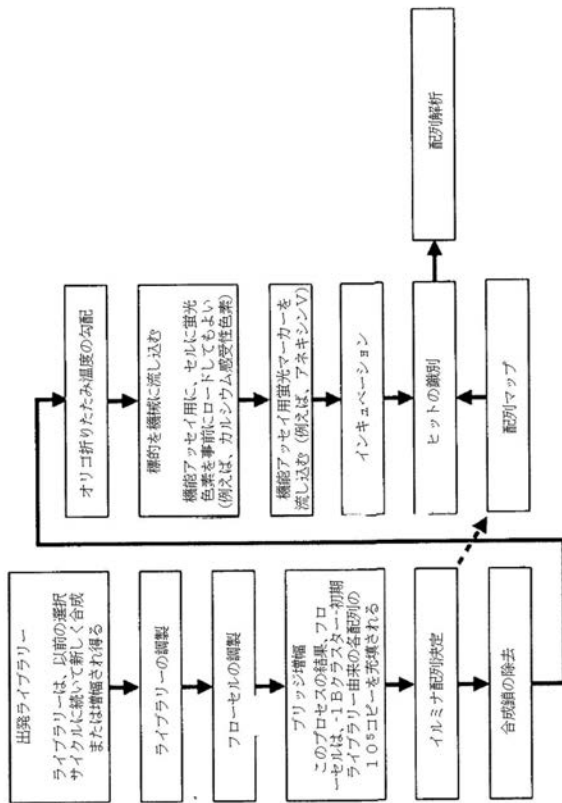 出発ライブラリー
ライブラリーは、以前の選択
サイクルに続いて新しく合成
または増幅され得る
ライブラリーの調製
フローセルの調製
ブリッジ増幅
このプロセスの結果、フロ
ーセルは、-1Bクラスター-初期
ライブラリー由来の各配列の
10⁵コピーを充填される
イルミナ配列決定
合成鎖の除去
オリゴ折りたたみ温度の勾配
標的を機械に流し込む
機能アッセイ用に、セルに蛍光
色素を事前にロードしてもよい
(例えば、カルシウム感受性色素)
機能アッセイ用蛍光マーカーを
流し込む (例えば、アネキシンV)
インキュベーション
ヒットの識別
配列マップ
配列解析